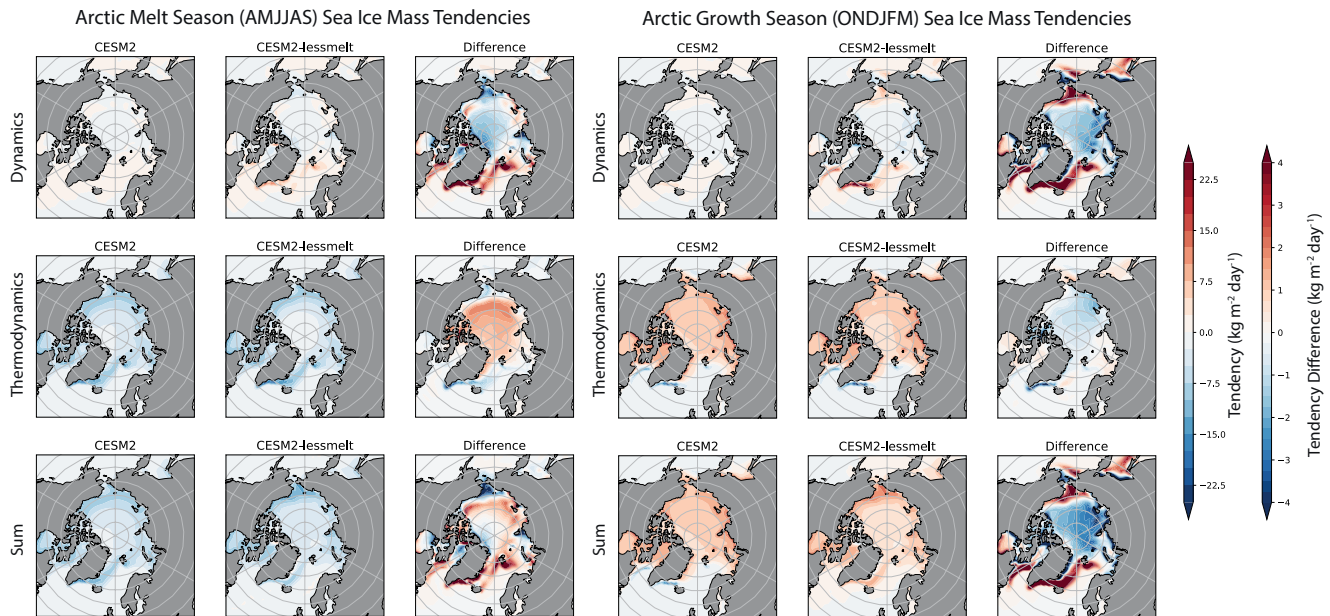 Arctic Melt Season (AMJJAS) Sea Ice Mass Tendencies
Arctic Growth Season (ONDJFM) Sea Ice Mass Tendencies
CESM2
CESM2-lessmelt
Difference
CESM2
CESM2-lessmelt
Difference
Dynamics
Dynamics
CESM2
CESM2-lessmelt
Difference
CESM2
CESM2-lessmelt
Difference
Thermodynamics
Thermodynamics
CESM2
CESM2-lessmelt
Difference
CESM2
CESM2-lessmelt
Difference
Sum
Sum
22.5
15.0
7.5
0.0
−7.5
−15.0
−22.5
Tendency (kg m⁻² day⁻¹)
4
3
2
1
0
−1
−2
−3
−4
Tendency Difference (kg m⁻² day⁻¹)